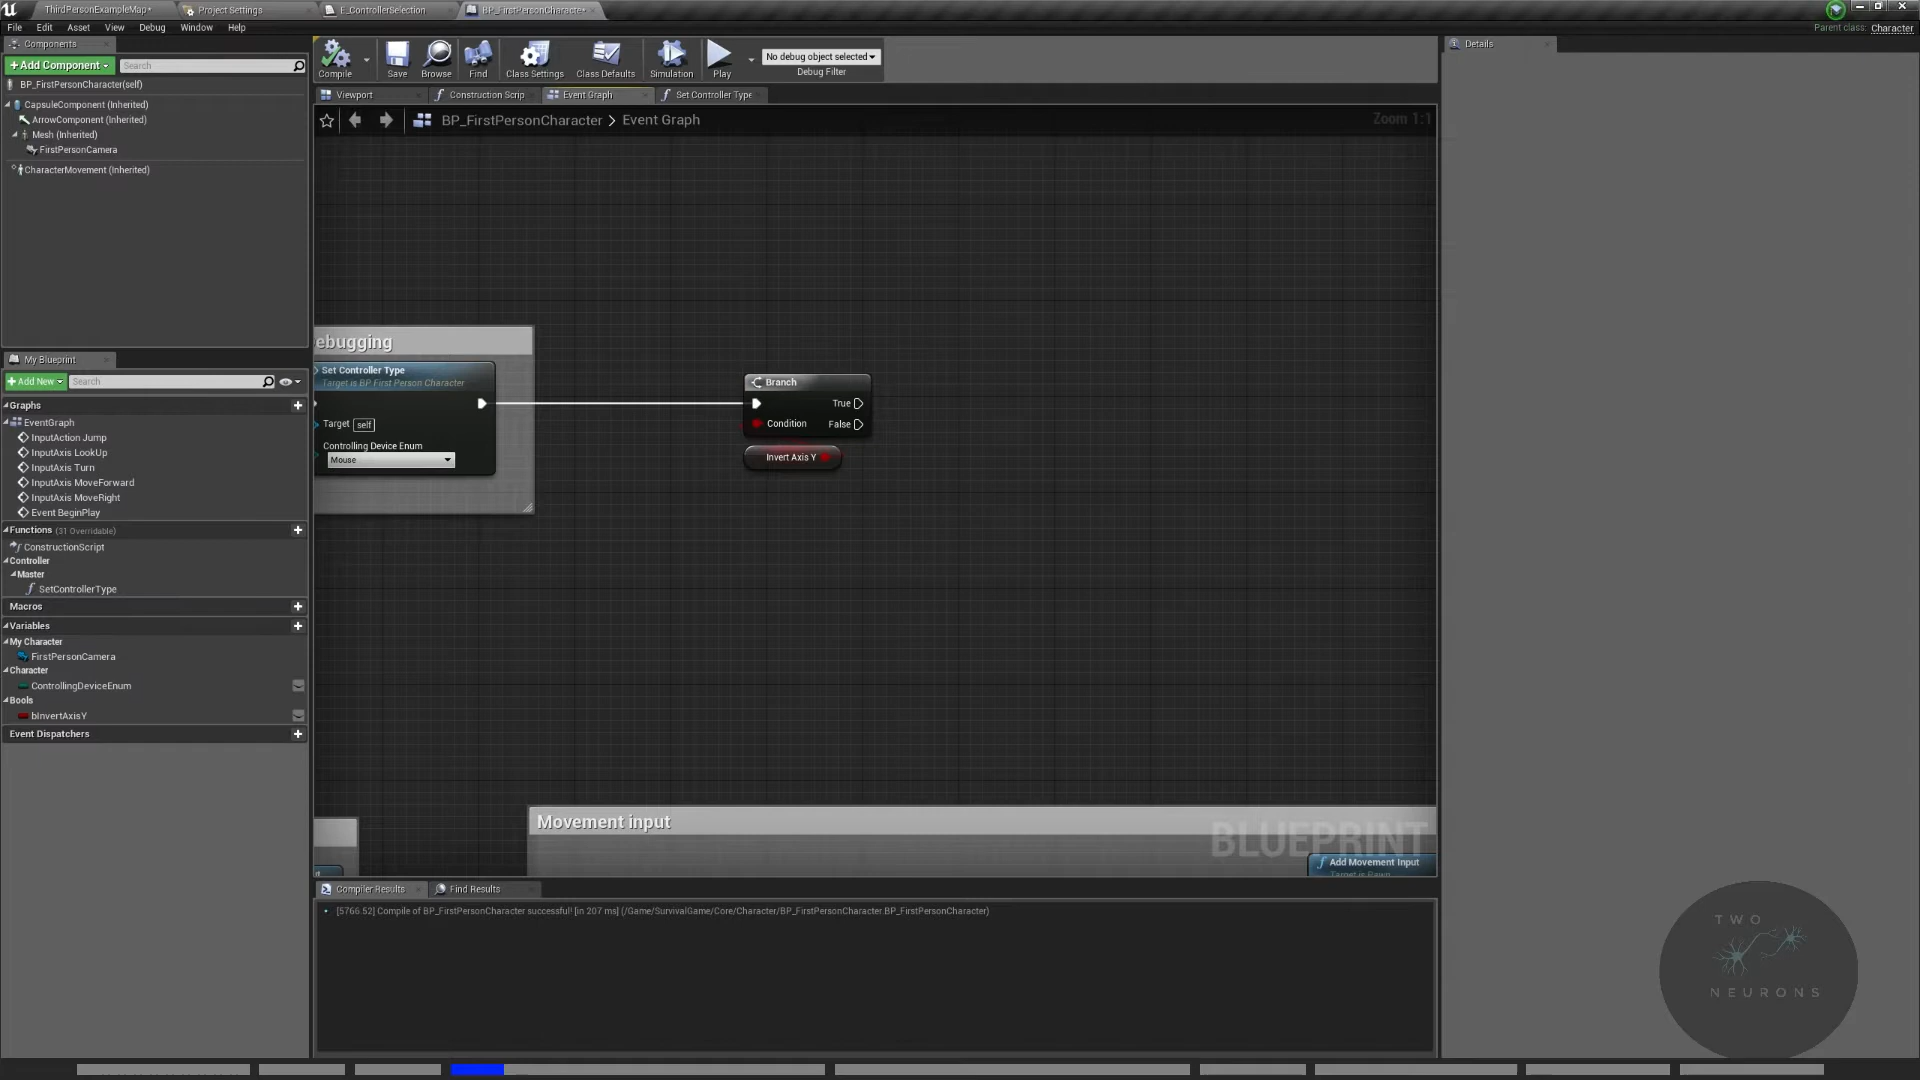 ThirdPersonExampleMap*
Project Settings
E_ControllerSelection
BP_FirstPersonCharacter*
File Edit Asset View Debug Window Help
Parent class: Character
Components
+Add Component
Search
BP_FirstPersonCharacter(self)
CapsuleComponent (Inherited)
ArrowComponent (Inherited)
Mesh (Inherited)
FirstPersonCamera
CharacterMovement (Inherited)
My Blueprint
+Add New
Search
Graphs
EventGraph
InputAction Jump
InputAxis LookUp
InputAxis Turn
InputAxis MoveForward
InputAxis MoveRight
Event BeginPlay
Functions (31 Overridable)
ConstructionScript
Controller
Master
SetControllerType
Macros
Variables
My Character
FirstPersonCamera
Character
ControllingDeviceEnum
Bools
bInvertAxisY
Event Dispatchers
Compile
Save
Browse
Find
Class Settings
Class Defaults
Simulation
Play
No debug object selected
Debug Filter
Viewport
Construction Scrip
Event Graph
Set Controller Type
BP_FirstPersonCharacter > Event Graph
Zoom 1:1
ebugging
Set Controller Type
Target is BP First Person Character
Target self
Controlling Device Enum
Mouse
Branch
True
Condition False
Invert Axis Y
Movement input
BLUEPRINT
Add Movement Input
Target is Pawn
Compiler Results
Find Results
[5766.52] Compile of BP_FirstPersonCharacter successful! [in 207 ms] (/Game/SurvivalGame/Core/Character/BP_FirstPersonCharacter.BP_FirstPersonCharacter)
Details
TWO
NEURONS